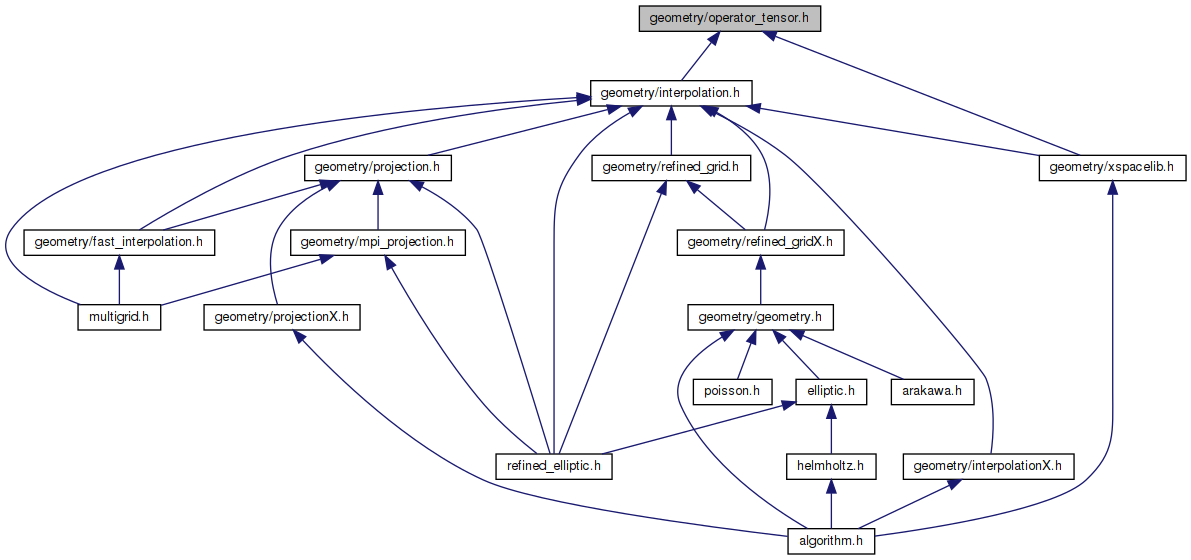 geometry/operator_tensor.h
geometry/interpolation.h
geometry/projection.h
geometry/refined_grid.h
geometry/xspacelib.h
geometry/fast_interpolation.h
geometry/mpi_projection.h
geometry/refined_gridX.h
multigrid.h
geometry/projectionX.h
geometry/geometry.h
poisson.h
elliptic.h
arakawa.h
refined_elliptic.h
helmholtz.h
geometry/interpolationX.h
algorithm.h